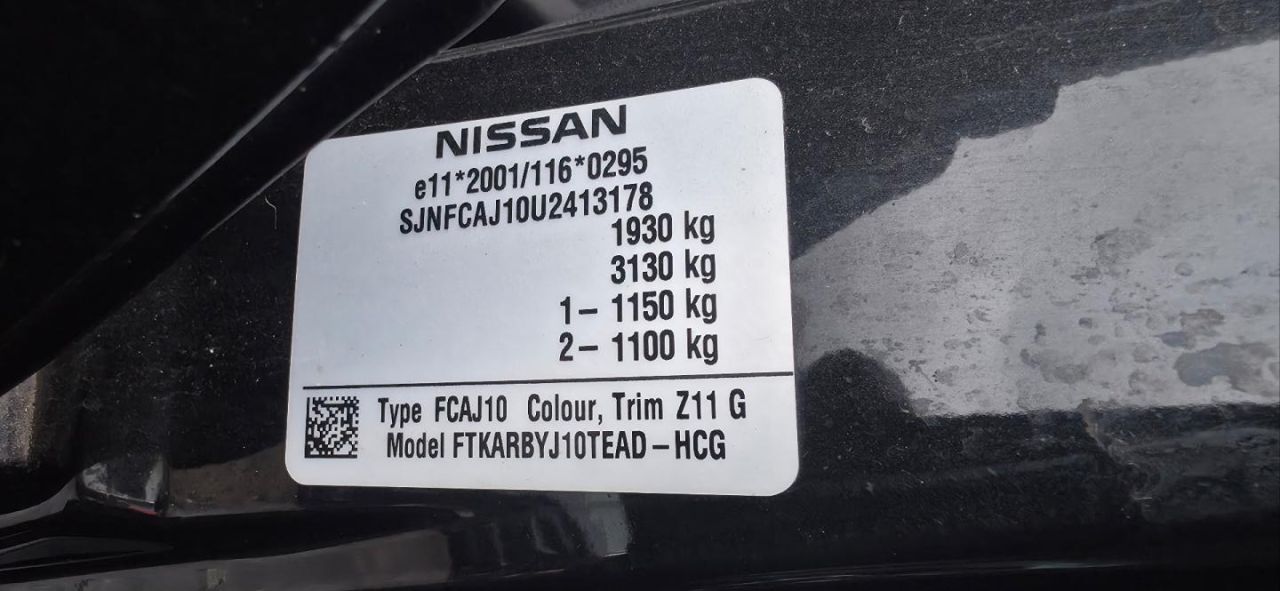 NISSAN
e11*2001/116*0295
SJNFCAJ10U2413178
1930 kg
3130 kg
1– 1150 kg
2– 1100 kg
Type FCAJ10 Colour, Trim Z11 G
Model FTKARBYJ10TEAD–HCG